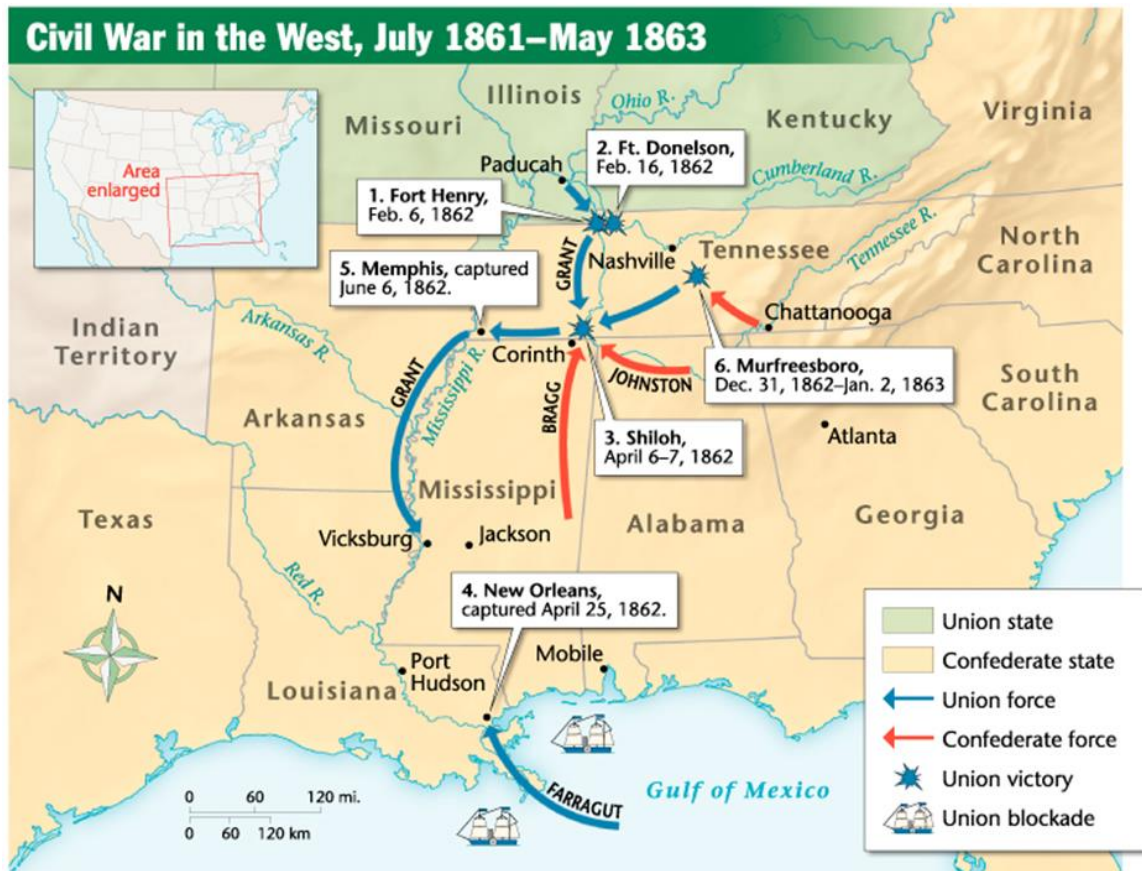 Civil War in the West, July 1861–May 1863
Illinois
Ohio R.
Missouri
Kentucky
Virginia
Area
enlarged
Paducah
2. Ft. Donelson,
Feb. 16, 1862
Cumberland R.
1. Fort Henry,
Feb. 6, 1862
GRANT
Nashville
Tennessee
Tennessee R.
North
Carolina
5. Memphis, captured
June 6, 1862.
Indian
Territory
Arkansas R.
Chattanooga
Corinth
Mississippi R.
GRANT
JOHNSTON
BRAGG
6. Murfreesboro,
Dec. 31, 1862–Jan. 2, 1863
South
Carolina
Arkansas
3. Shiloh,
April 6–7, 1862
Atlanta
Texas
Mississippi
Alabama
Georgia
Vicksburg
Jackson
Red R.
N
4. New Orleans,
captured April 25, 1862.
Port
Hudson
Mobile
Louisiana
FARRAGUT
Gulf of Mexico
0 60 120 mi.
0 60 120 km
Union state
Confederate state
Union force
Confederate force
Union victory
Union blockade